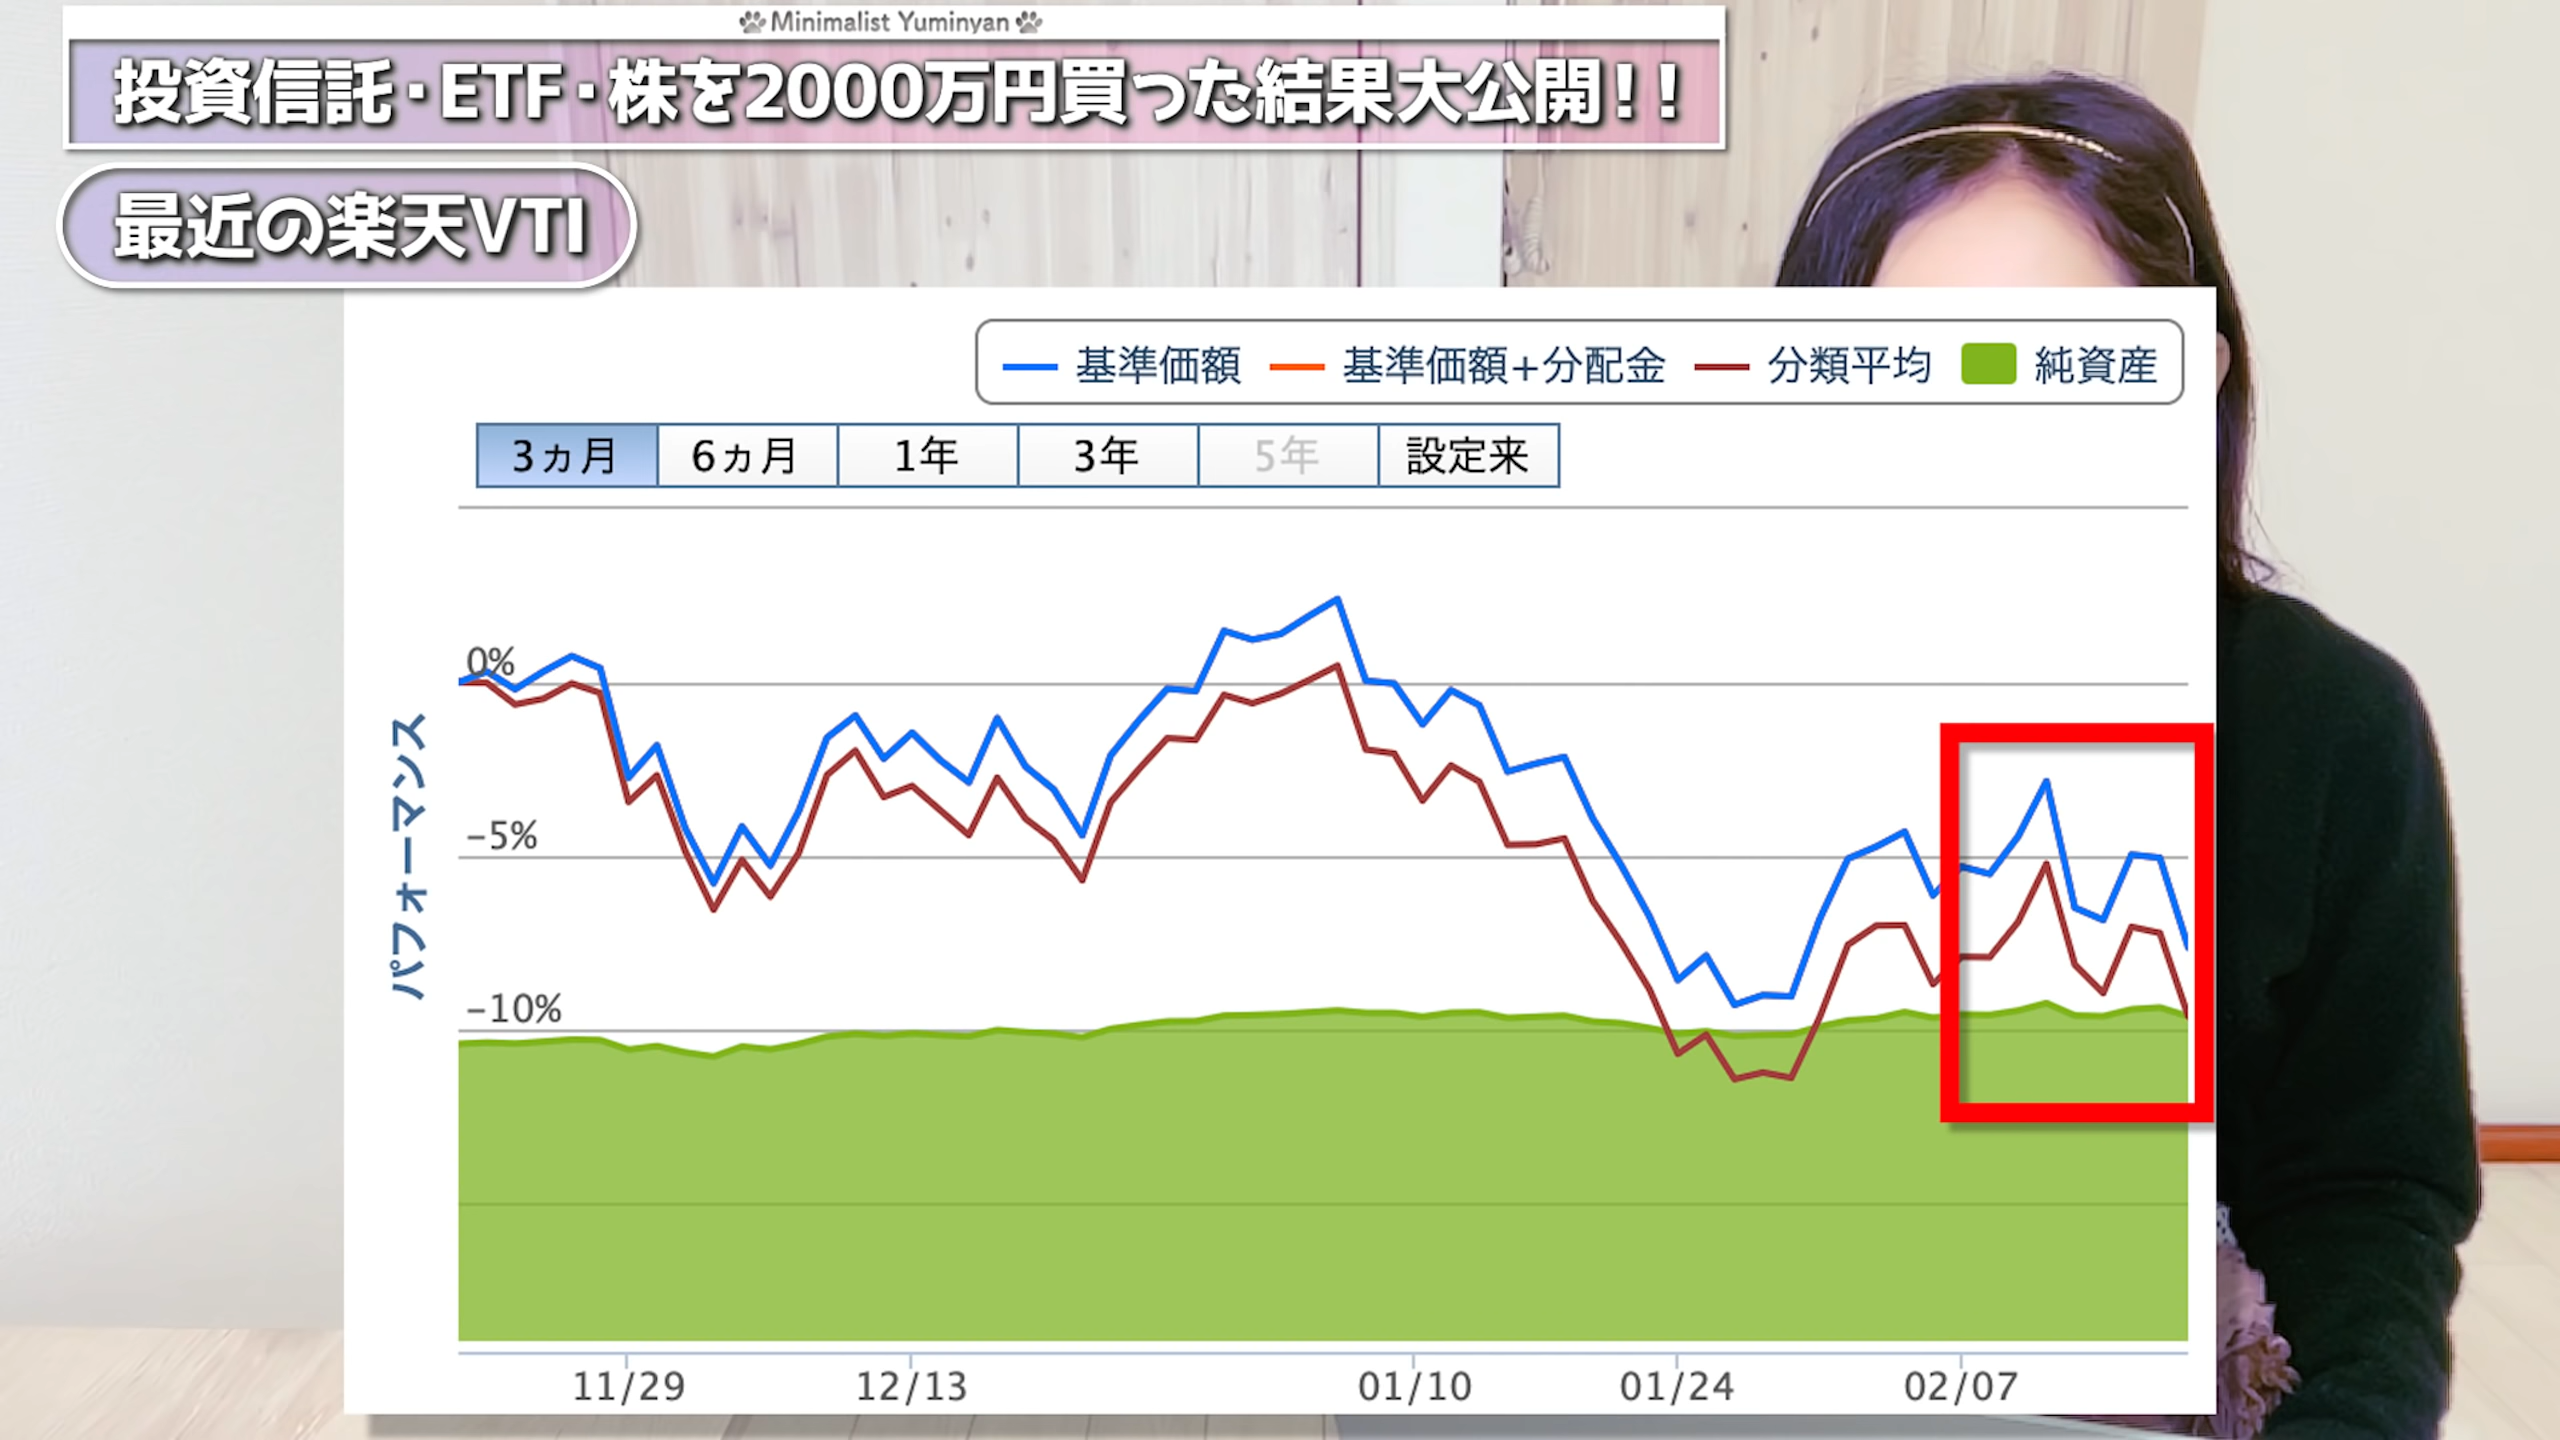 Minimalist Yuminyan
投資信託・ETF・株を2000万円買った結果大公開！！
最近の楽天VTI
基準価額 基準価額+分配金 分類平均 純資産
3ヵ月 6ヵ月 1年 3年 5年 設定来
パフォーマンス
0%
-5%
-10%
11/29 12/13 01/10 01/24 02/07